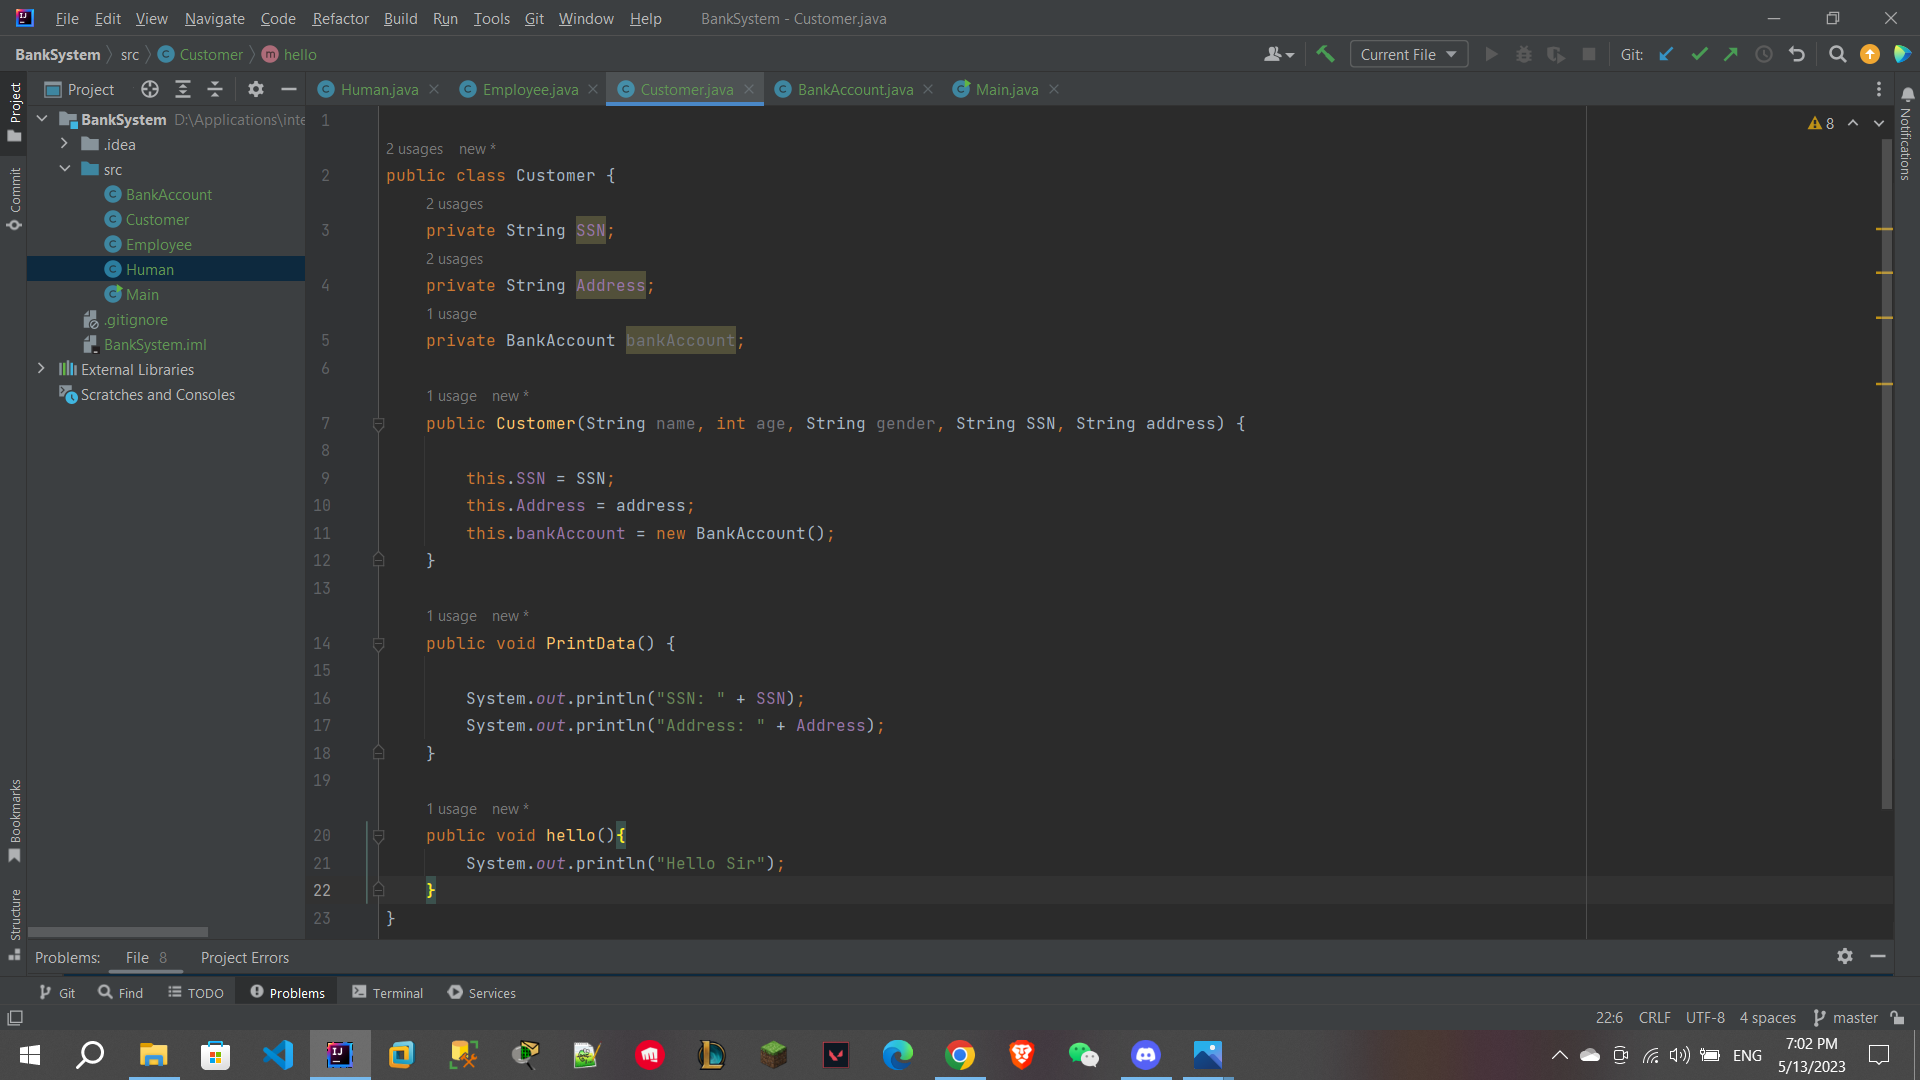 File Edit View Navigate Code Refactor Build Run Tools Git Window Help BankSystem - Customer.java
BankSystem src Customer m hello
Current File Git:
Project
Human.java Employee.java Customer.java BankAccount.java Main.java
Project
Commit
Bookmarks
Structure
Notifications
BankSystem D:\Applications\inte
.idea
src
BankAccount
Customer
Employee
Human
Main
.gitignore
BankSystem.iml
External Libraries
Scratches and Consoles
8
1
2 usages new *
2 public class Customer {
2 usages
3 private String SSN;
2 usages
4 private String Address;
1 usage
5 private BankAccount bankAccount;
6
1 usage new *
7 public Customer(String name, int age, String gender, String SSN, String address) {
8
9 this.SSN = SSN;
10 this.Address = address;
11 this.bankAccount = new BankAccount();
12 }
13
1 usage new *
14 public void PrintData() {
15
16 System.out.println("SSN: " + SSN);
17 System.out.println("Address: " + Address);
18 }
19
1 usage new *
20 public void hello(){
21 System.out.println("Hello Sir");
22 }
23 }
Problems: File 8 Project Errors
Git Find TODO Problems Terminal Services
22:6 CRLF UTF-8 4 spaces master
ENG
7:02 PM
5/13/2023